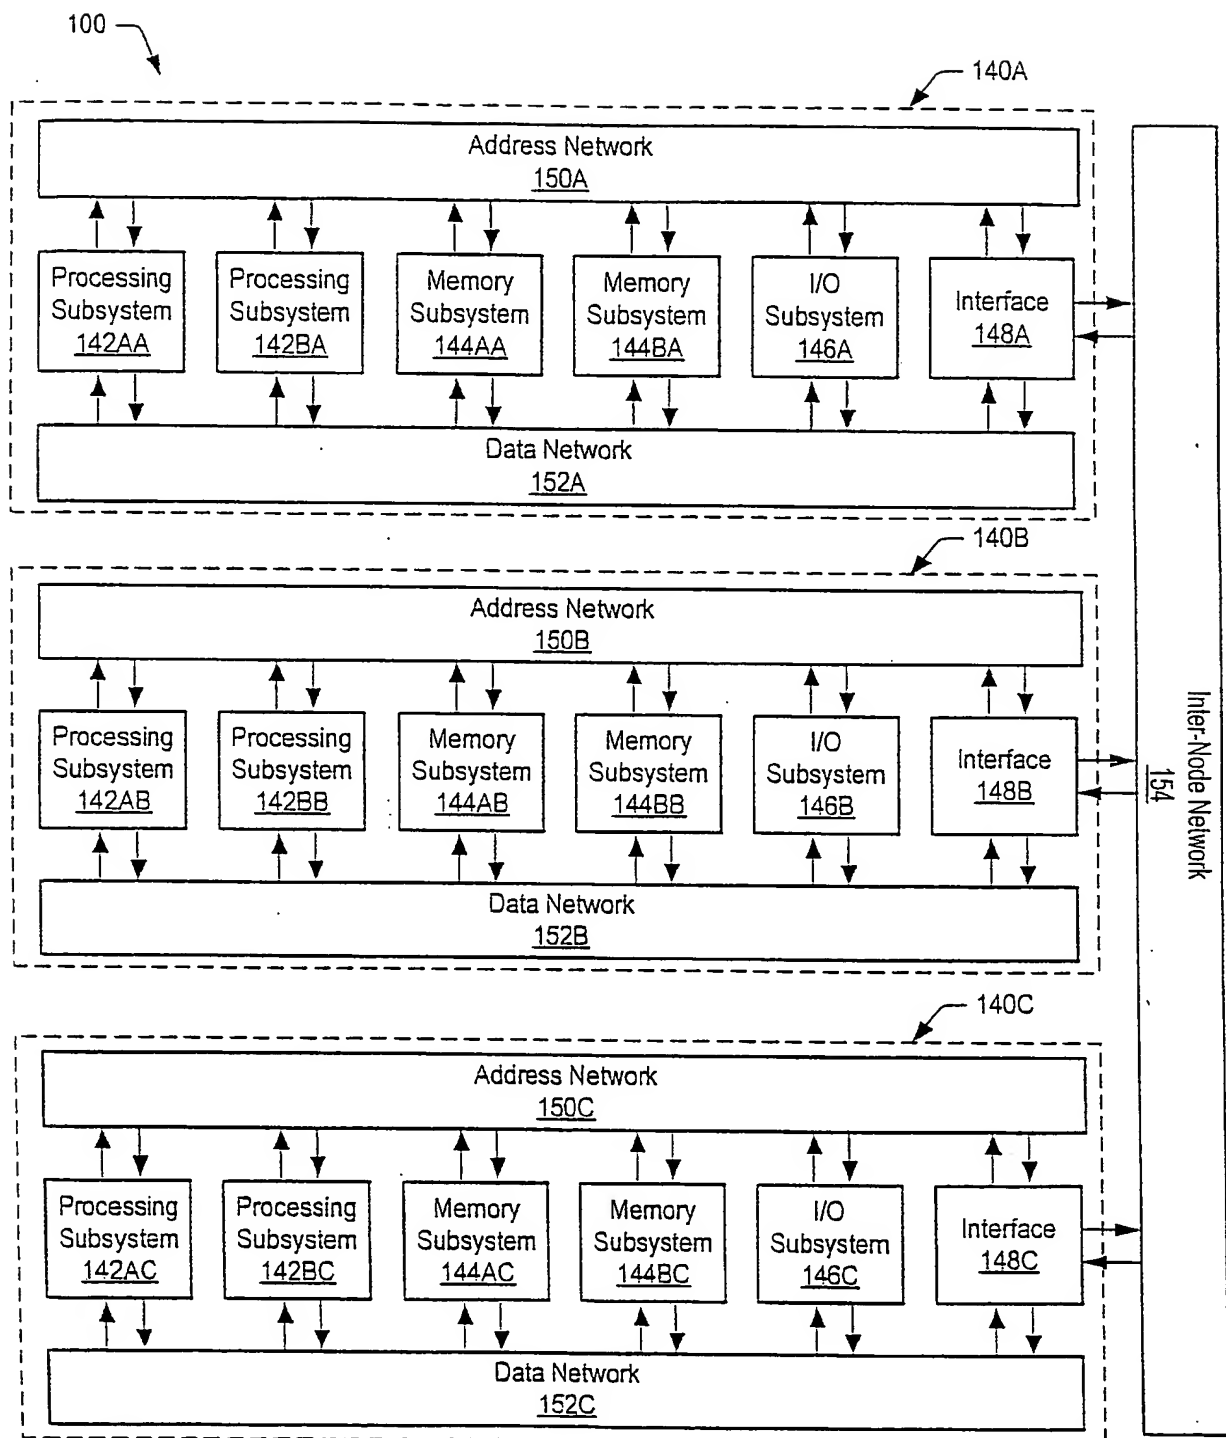 100
140A
Address Network
150A
Processing
Subsystem
142AA
Processing
Subsystem
142BA
Memory
Subsystem
144AA
Memory
Subsystem
144BA
I/O
Subsystem
146A
Interface
148A
Data Network
152A
140B
Address Network
150B
Processing
Subsystem
142AB
Processing
Subsystem
142BB
Memory
Subsystem
144AB
Memory
Subsystem
144BB
I/O
Subsystem
146B
Interface
148B
Data Network
152B
140C
Address Network
150C
Processing
Subsystem
142AC
Processing
Subsystem
142BC
Memory
Subsystem
144AC
Memory
Subsystem
144BC
I/O
Subsystem
146C
Interface
148C
Data Network
152C
Inter-Node Network
154